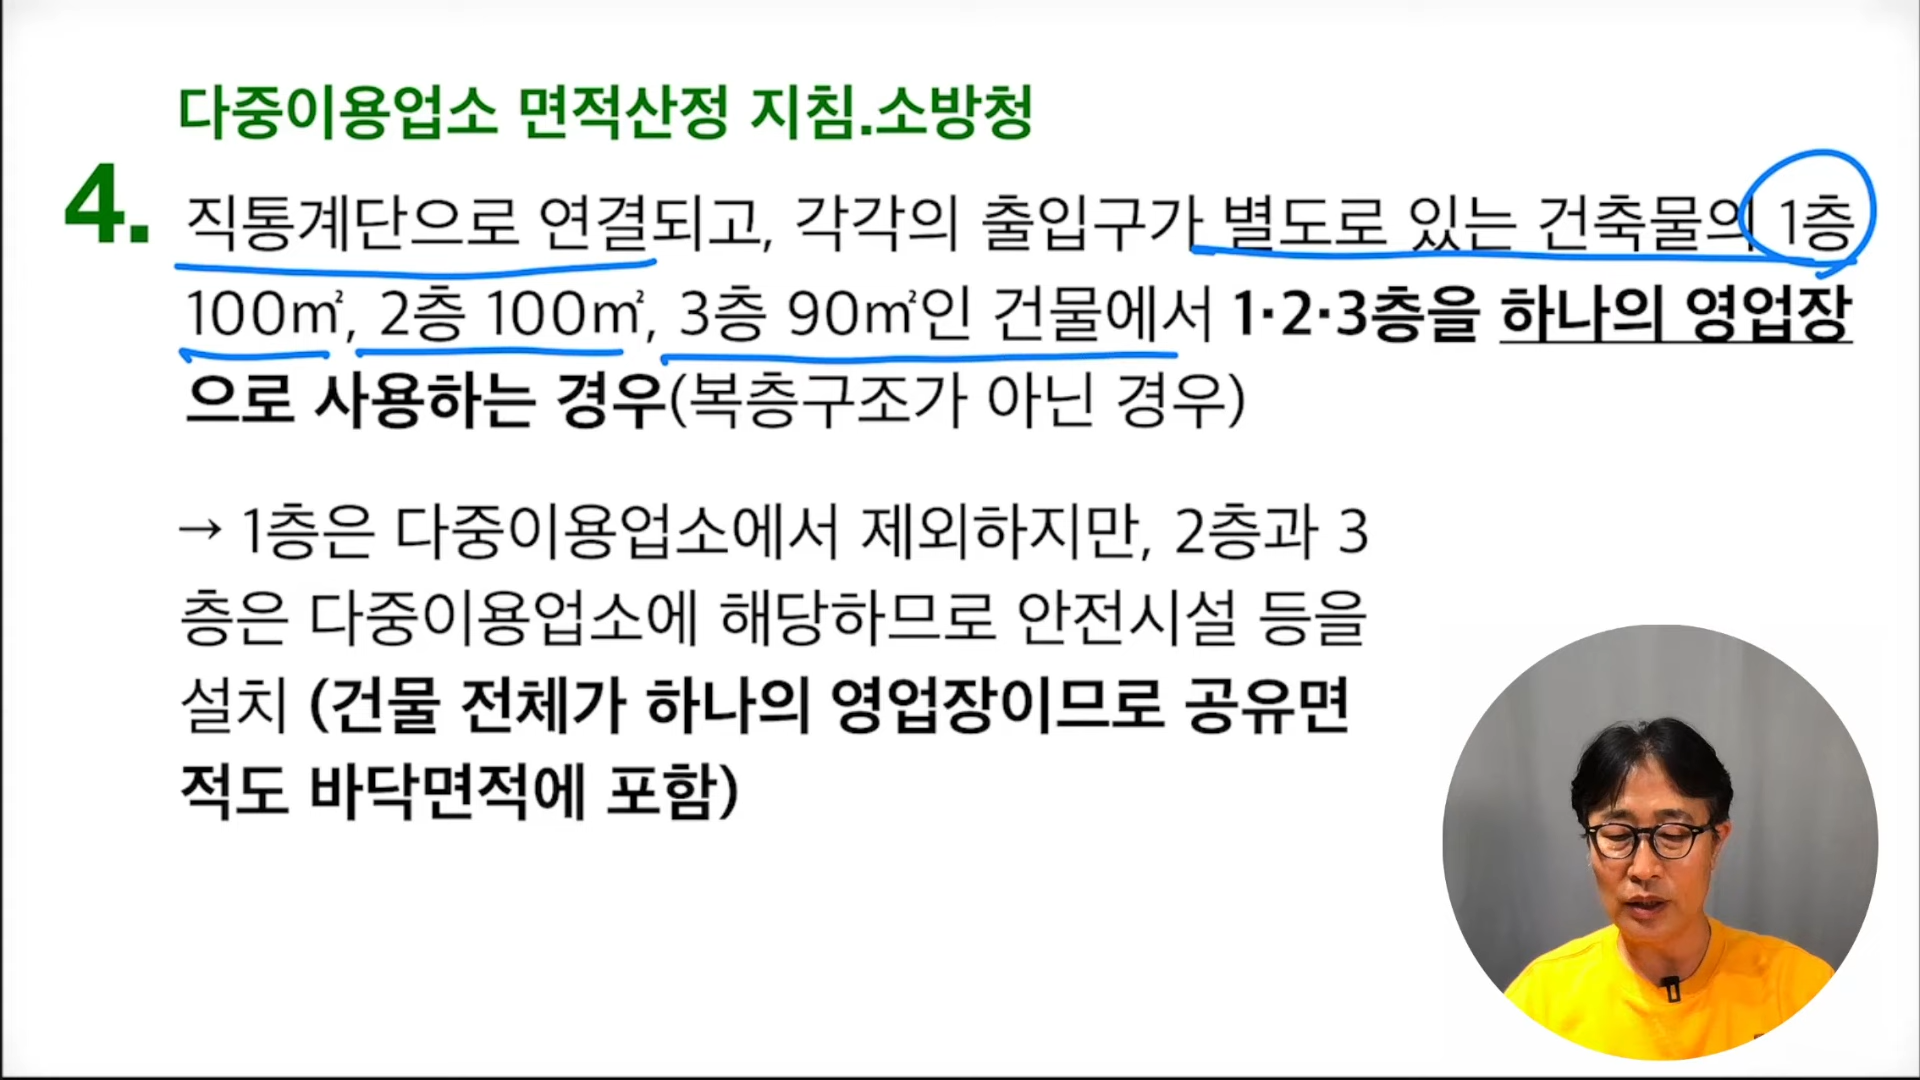 다중이용업소 면적산정 지침.소방청
4. 직통계단으로 연결되고, 각각의 출입구가 별도로 있는 건축물의 1층
100㎡, 2층 100㎡, 3층 90㎡인 건물에서 1·2·3층을 하나의 영업장
으로 사용하는 경우(복층구조가 아닌 경우)
→ 1층은 다중이용업소에서 제외하지만, 2층과 3
층은 다중이용업소에 해당하므로 안전시설 등을
설치 (건물 전체가 하나의 영업장이므로 공유면
적도 바닥면적에 포함)